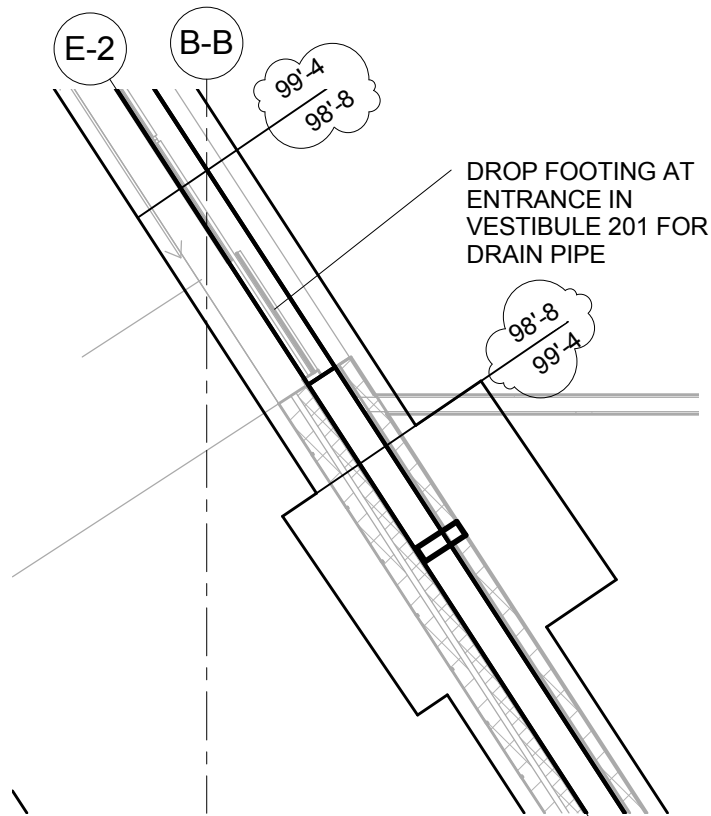 E-2
B-B
99'-4
98'-8
DROP FOOTING AT
ENTRANCE IN
VESTIBULE 201 FOR
DRAIN PIPE
98'-8
99'-4